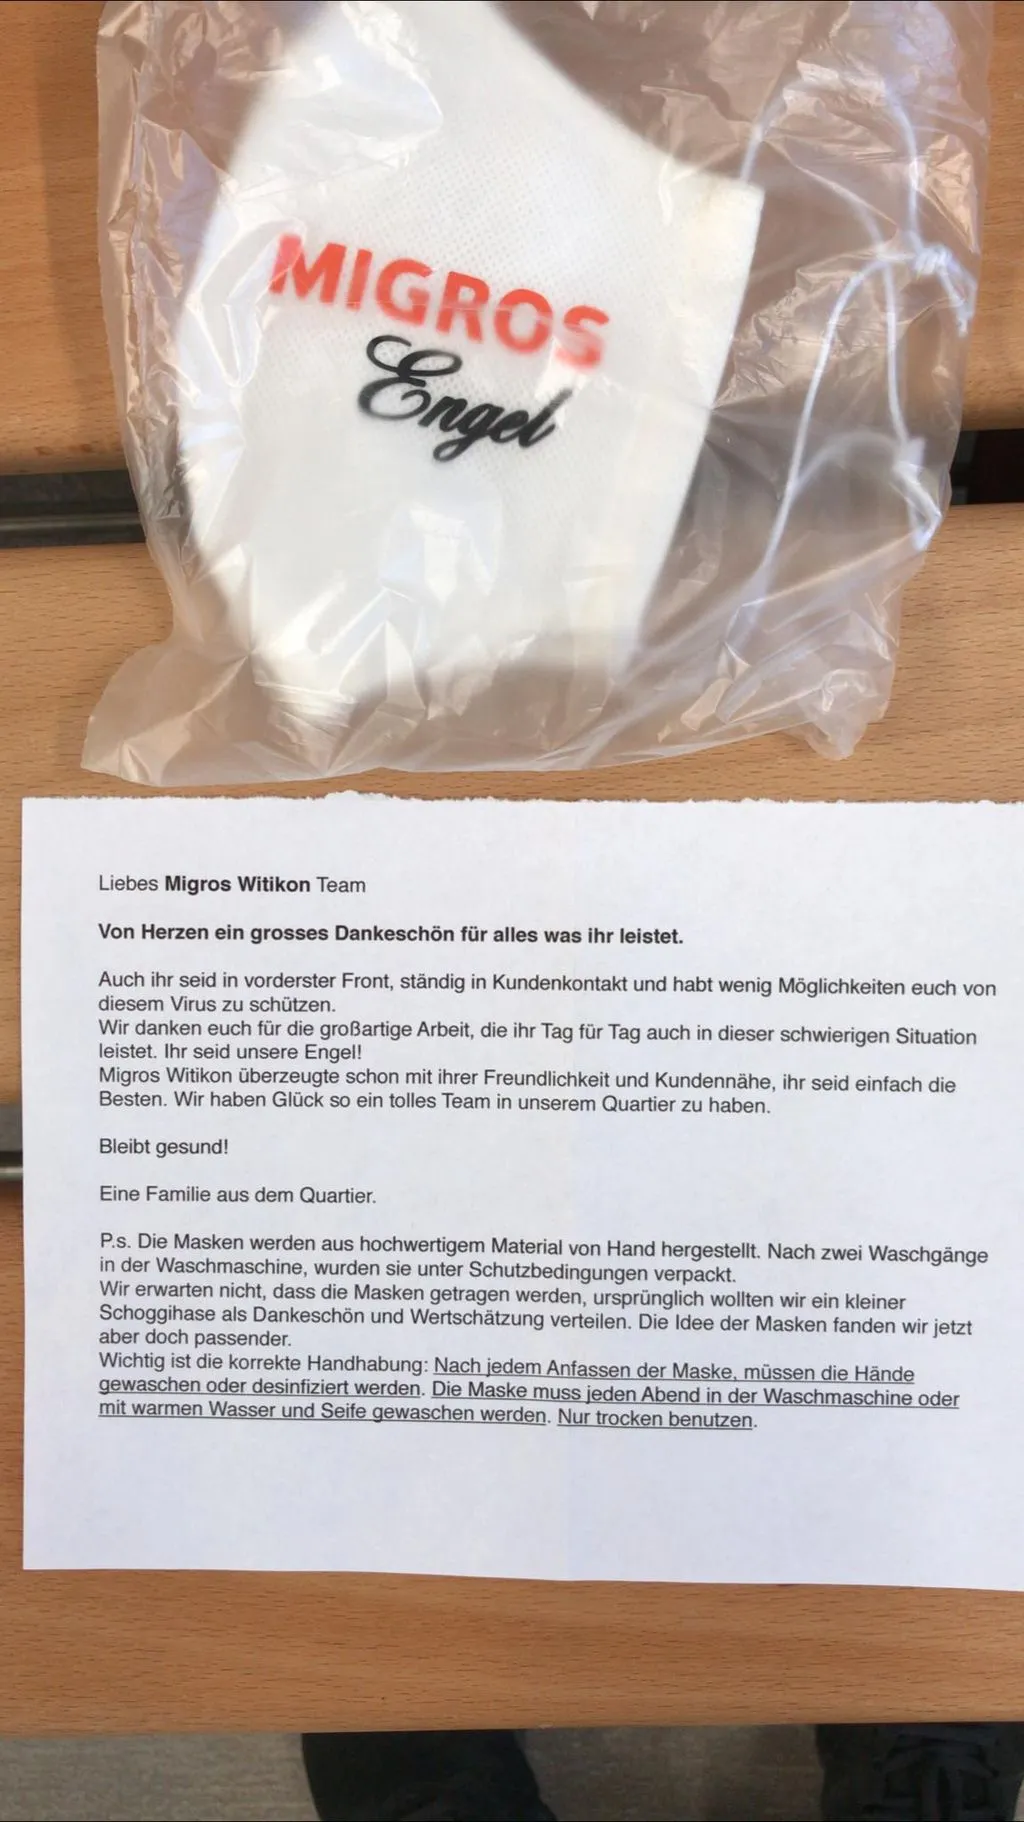 MIGROS
Engel
Liebes Migros Witikon Team
Von Herzen ein grosses Dankeschön für alles was ihr leistet.
Auch ihr seid in vorderster Front, ständig in Kundenkontakt und habt wenig Möglichkeiten euch von
diesem Virus zu schützen.
Wir danken euch für die großartige Arbeit, die ihr Tag für Tag auch in dieser schwierigen Situation
leistet. Ihr seid unsere Engel!
Migros Witikon überzeugte schon mit ihrer Freundlichkeit und Kundennähe, ihr seid einfach die
Besten. Wir haben Glück so ein tolles Team in unserem Quartier zu haben.
Bleibt gesund!
Eine Familie aus dem Quartier.
P.s. Die Masken werden aus hochwertigem Material von Hand hergestellt. Nach zwei Waschgänge
in der Waschmaschine, wurden sie unter Schutzbedingungen verpackt.
Wir erwarten nicht, dass die Masken getragen werden, ursprünglich wollten wir ein kleiner
Schoggihase als Dankeschön und Wertschätzung verteilen. Die Idee der Masken fanden wir jetzt
aber doch passender.
Wichtig ist die korrekte Handhabung: Nach jedem Anfassen der Maske, müssen die Hände
gewaschen oder desinfiziert werden. Die Maske muss jeden Abend in der Waschmaschine oder
mit warmen Wasser und Seife gewaschen werden. Nur trocken benutzen.